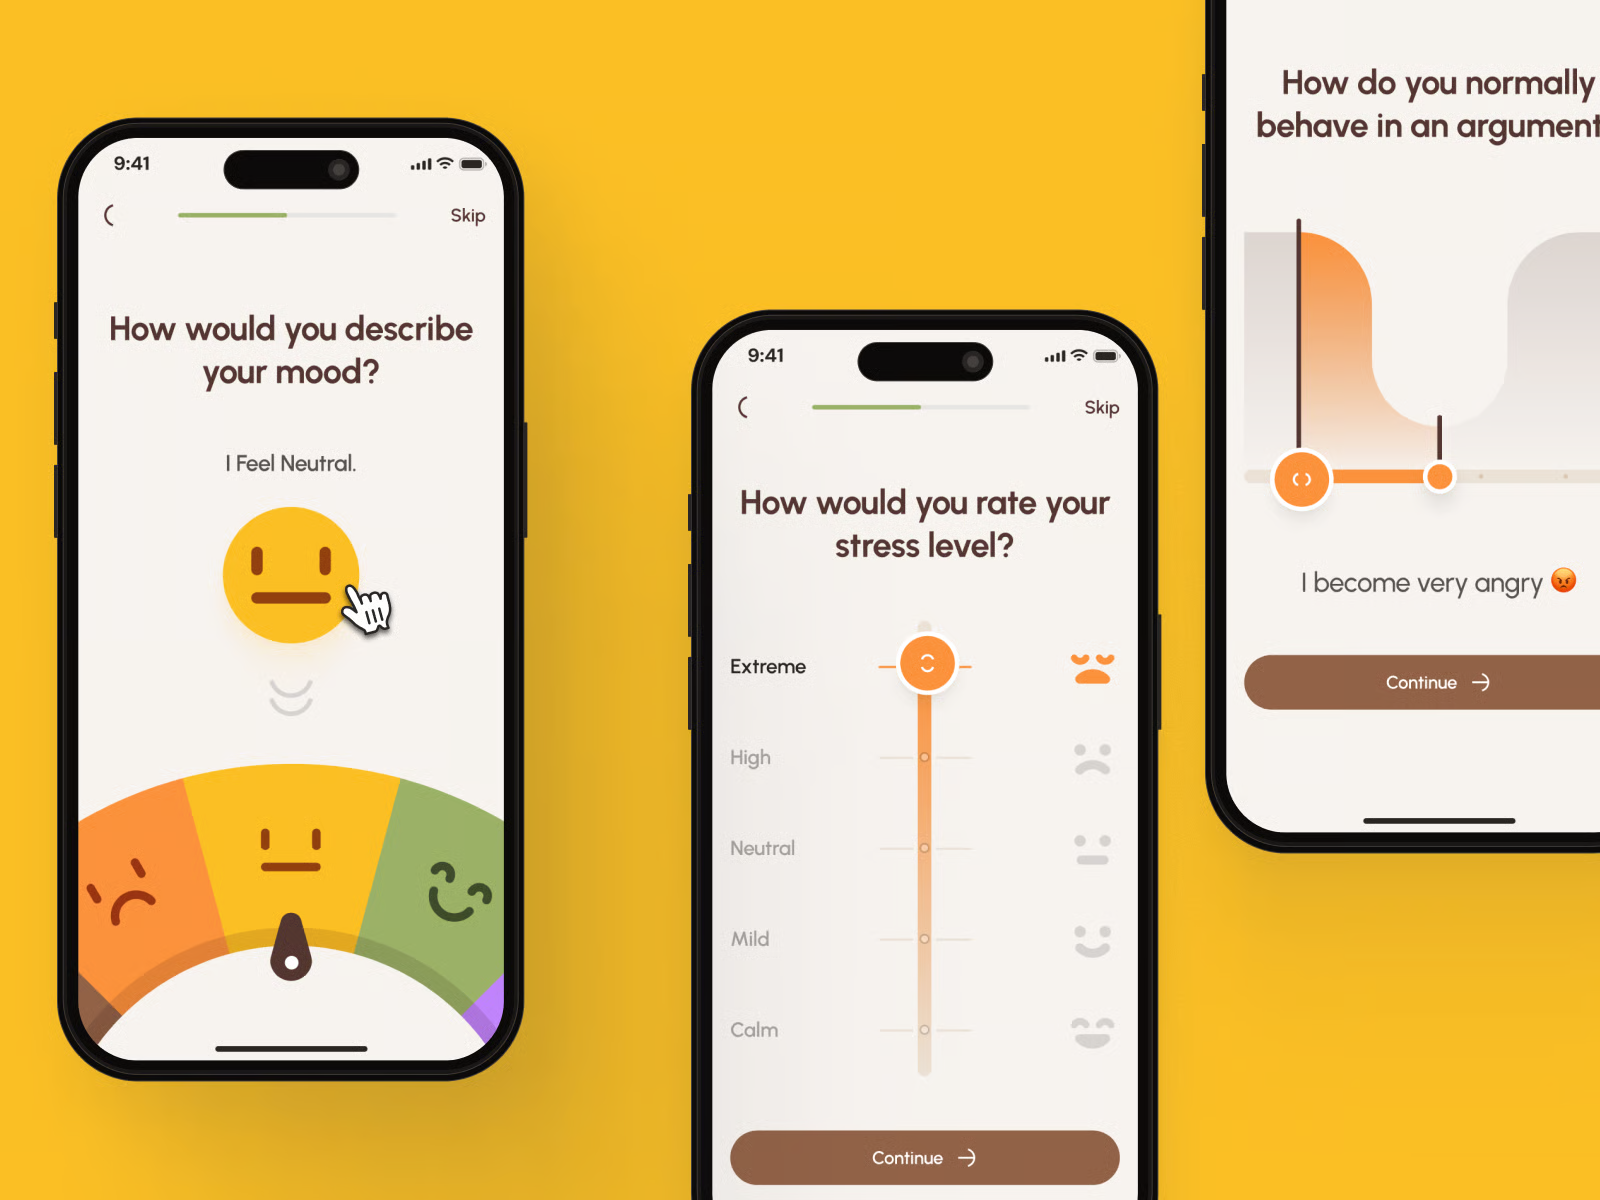 9:41
Skip
How would you describe
your mood?
I Feel Neutral.
9:41
Skip
How would you rate your
stress level?
Extreme
High
Neutral
Mild
Calm
Continue
How do you normally
behave in an argument
I become very angry 😡
Continue